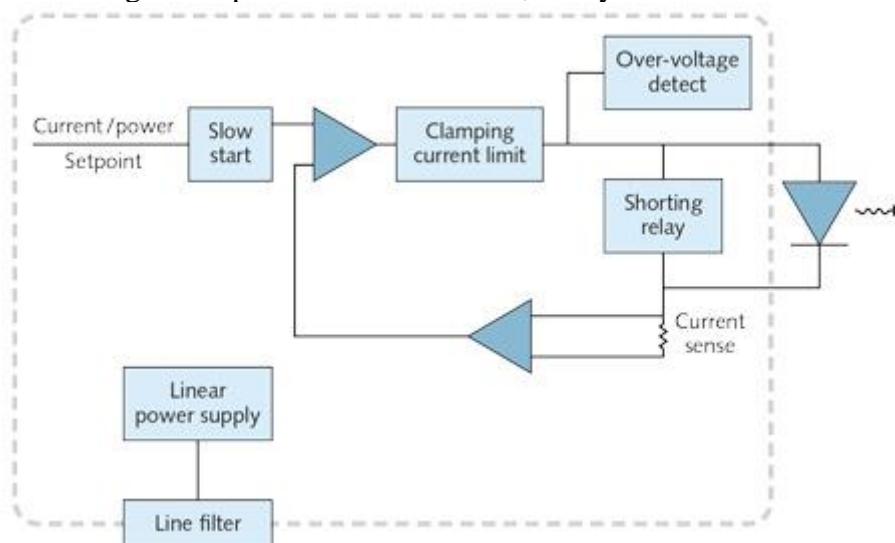 Over-voltage
detect
Current/power
Setpoint
Slow
start
Clamping
current limit
Shorting
relay
Current
sense
Linear
power supply
Line filter